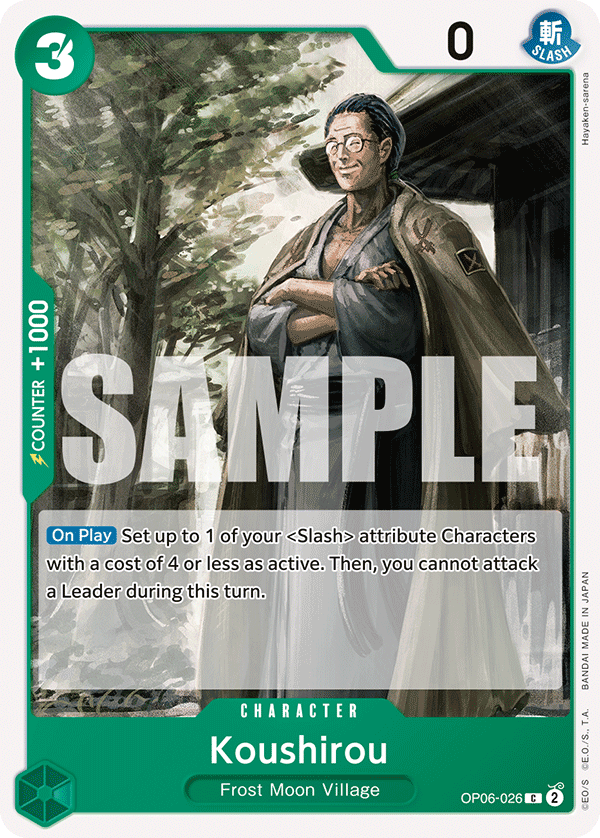 3
0
斬
SLASH
Hayaken-sarena
COUNTER +1000
SAMPLE
On Play Set up to 1 of your <Slash> attribute Characters
with a cost of 4 or less as active. Then, you cannot attack
a Leader during this turn.
CHARACTER
Koushirou
Frost Moon Village
OP06-026 C 2
©EO/S ©E.O./S., T.A. BANDAI MADE IN JAPAN